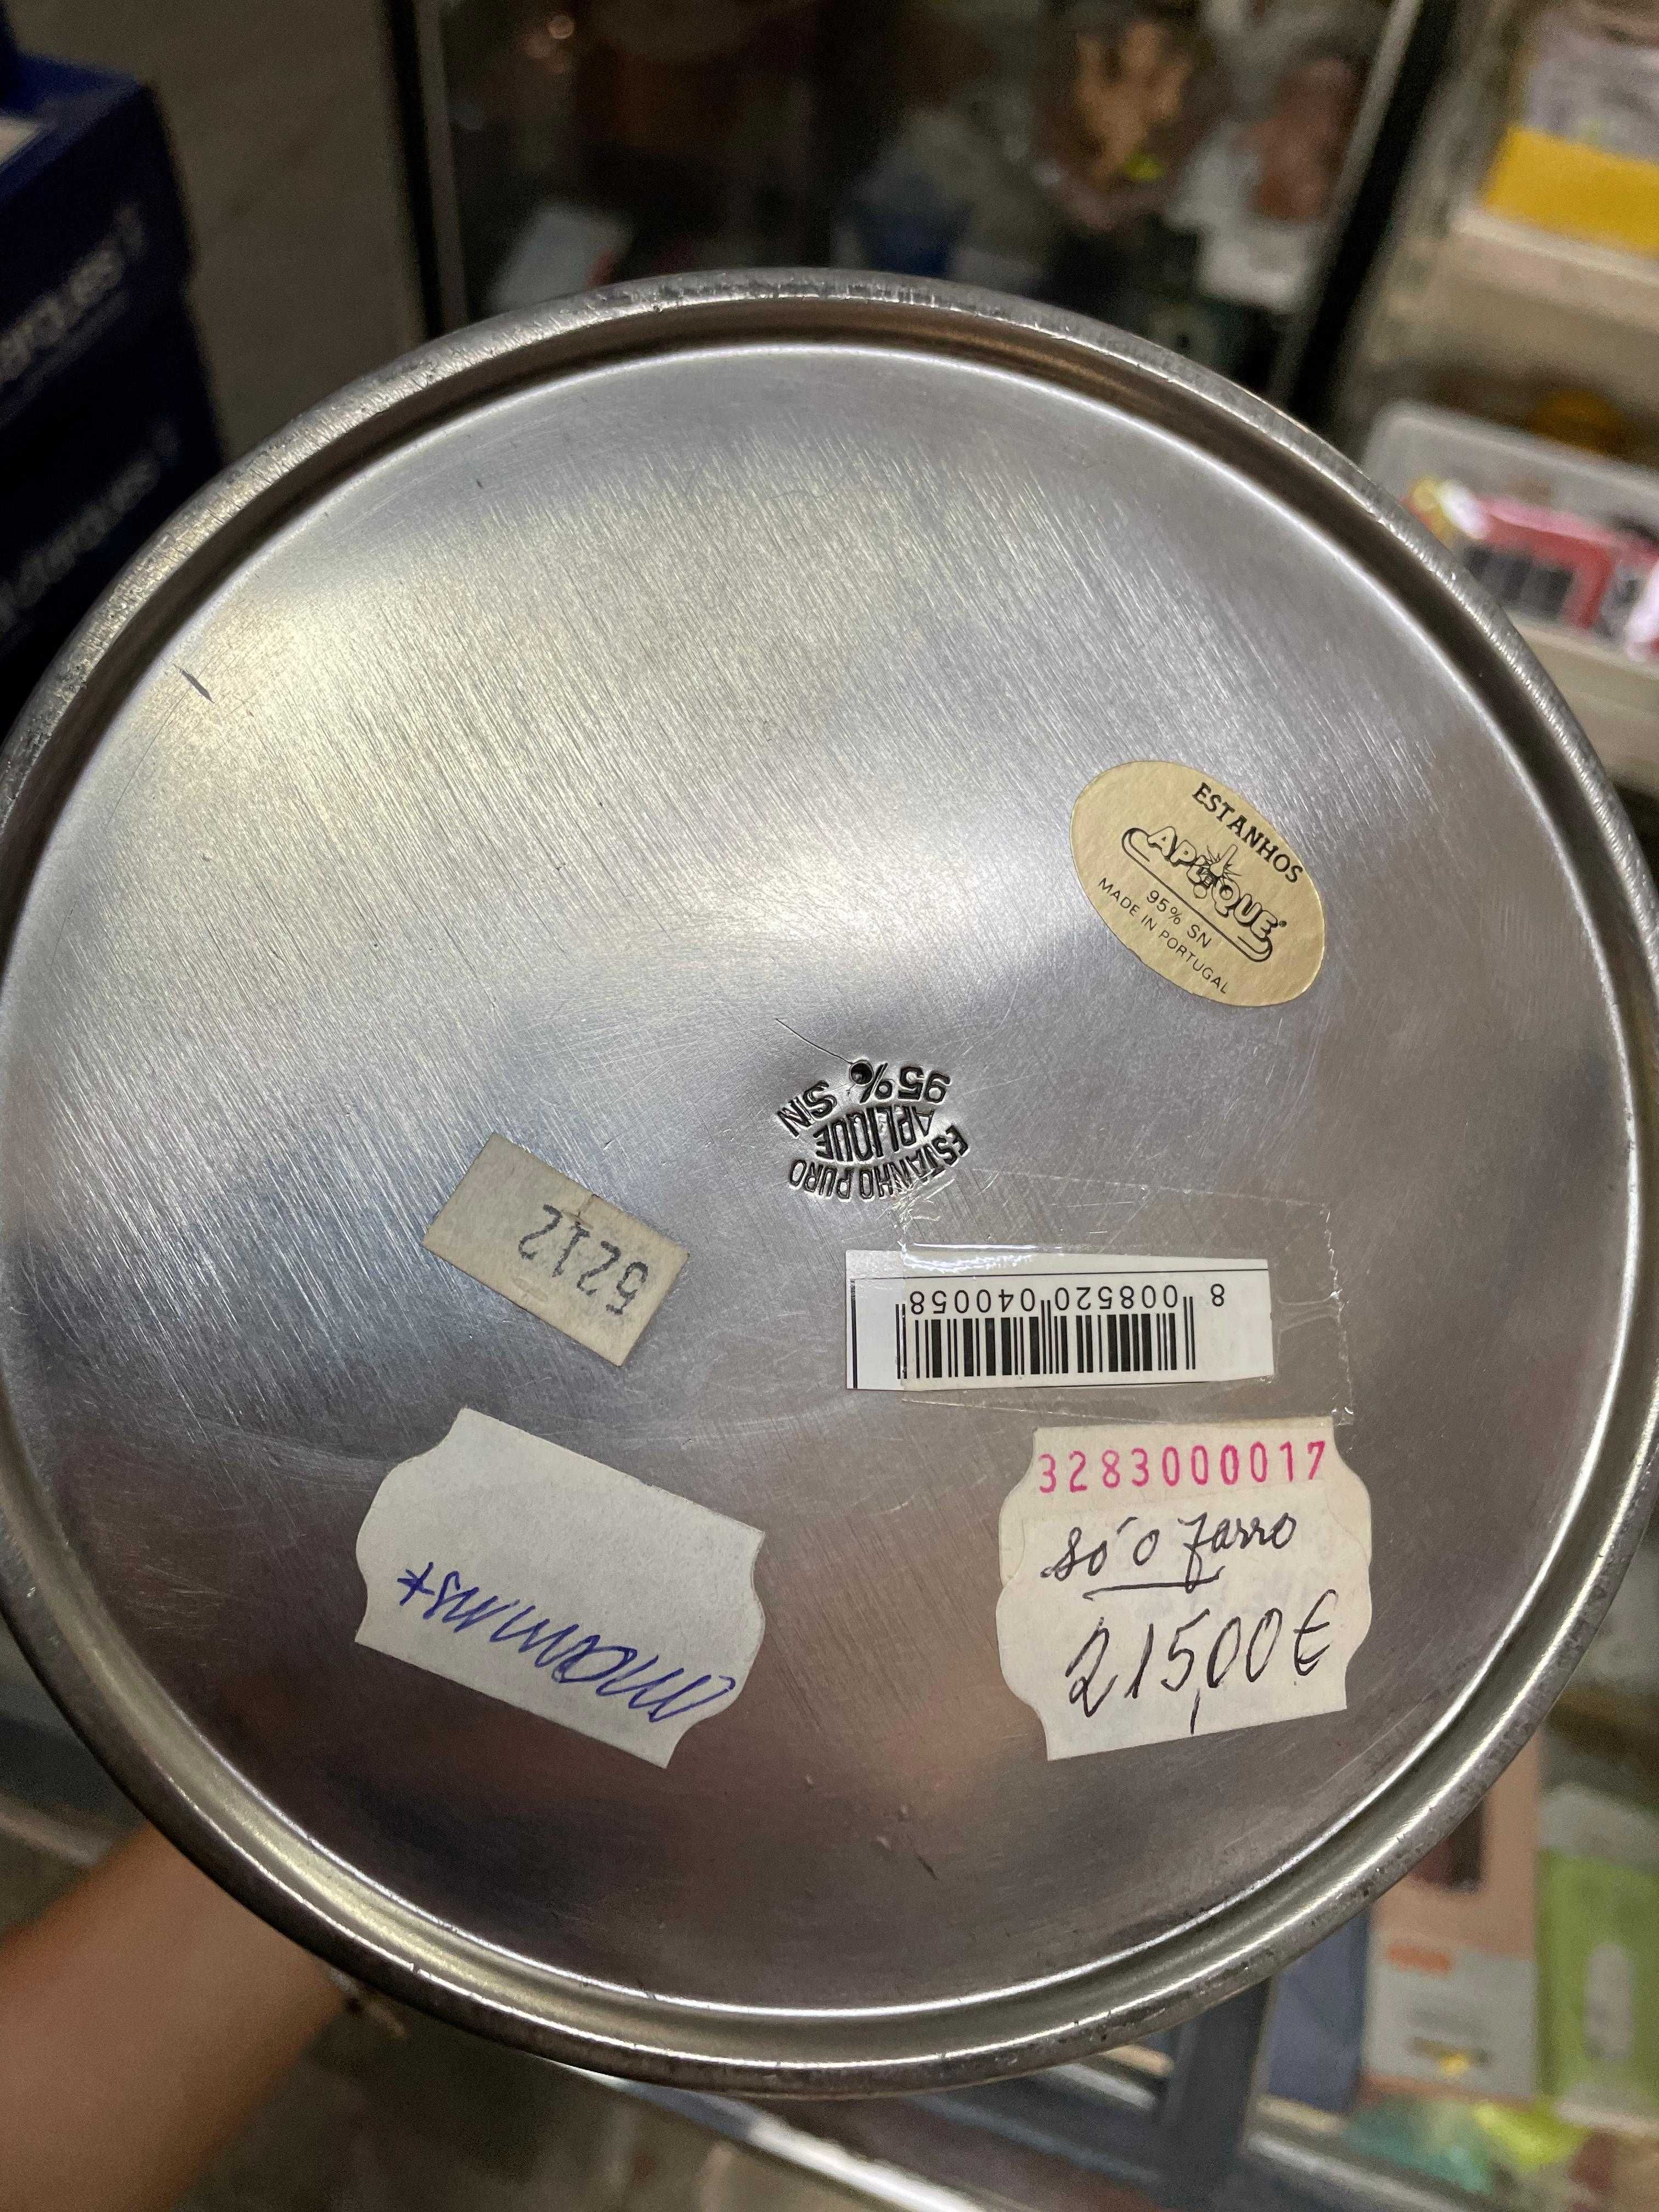 ESTANHOS
APLIQUE
95% SN
MADE IN PORTUGAL
ESTANHO PURO
APLIQUE
95% SN
5212
8 008520 040058
3283000017
só o Jarro
215,00€